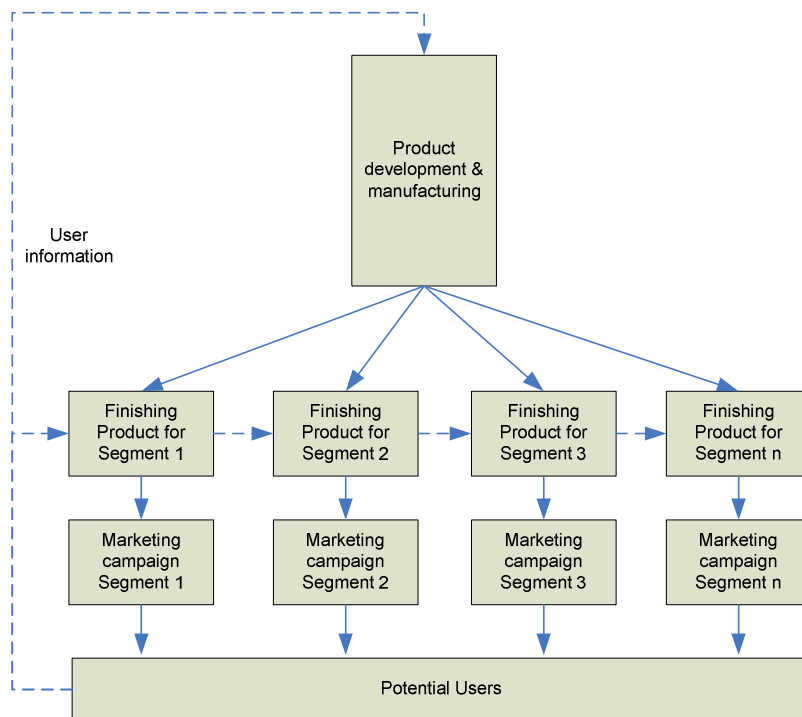 Product
development &
manufacturing
User
information
Finishing
Product for
Segment 1
Finishing
Product for
Segment 2
Finishing
Product for
Segment 3
Finishing
Product for
Segment n
Marketing
campaign
Segment 1
Marketing
campaign
Segment 2
Marketing
campaign
Segment 3
Marketing
campaign
Segment n
Potential Users